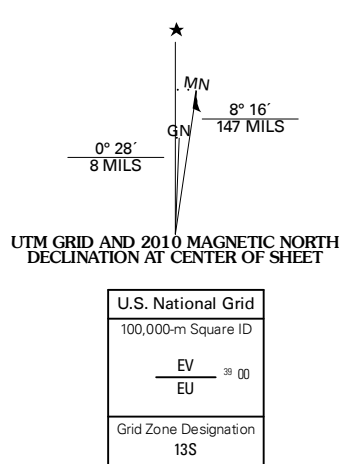 ★
MN
8° 16´
147 MILS
GN
0° 28´
8 MILS
UTM GRID AND 2010 MAGNETIC NORTH
DECLINATION AT CENTER OF SHEET
U.S. National Grid
100,000-m Square ID
EV
39 00
EU
Grid Zone Designation
13S